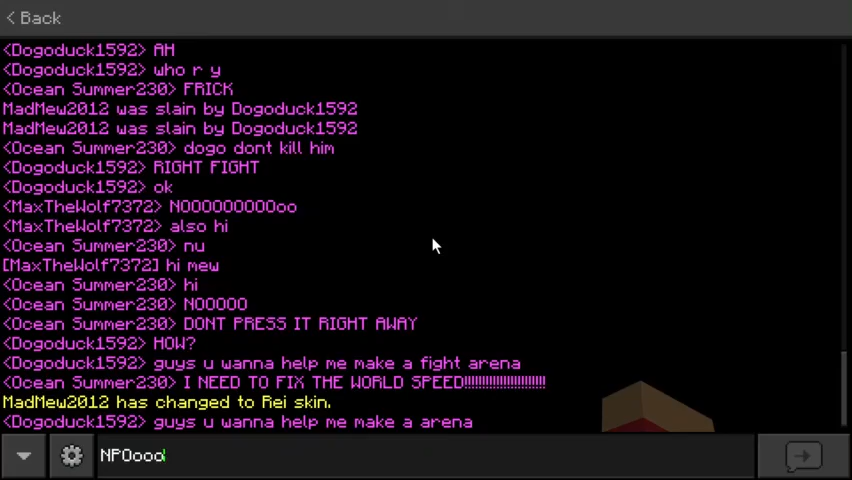 < Back
<Dogoduck1592> AH
<Dogoduck1592> who r y
<Ocean Summer230> FRICK
MadMew2012 was slain by Dogoduck1592
MadMew2012 was slain by Dogoduck1592
<Ocean Summer230> dogo dont kill him
<Dogoduck1592> RIGHT FIGHT
<Dogoduck1592> ok
<MaxTheWolf7372> NOOOOOOOOOoo
<MaxTheWolf7372> also hi
<Ocean Summer230> nu
[MaxTheWolf7372] hi mew
<Ocean Summer230> hi
<Ocean Summer230> NOOOOO
<Ocean Summer230> DONT PRESS IT RIGHT AWAY
<Dogoduck1592> HOW?
<Dogoduck1592> guys u wanna help me make a fight arena
<Ocean Summer230> I NEED TO FIX THE WORLD SPEED!!!!!!!!!!!!!!!!!!!!!!!
MadMew2012 has changed to Rei skin.
<Dogoduck1592> guys u wanna help me make a arena
NPOooo